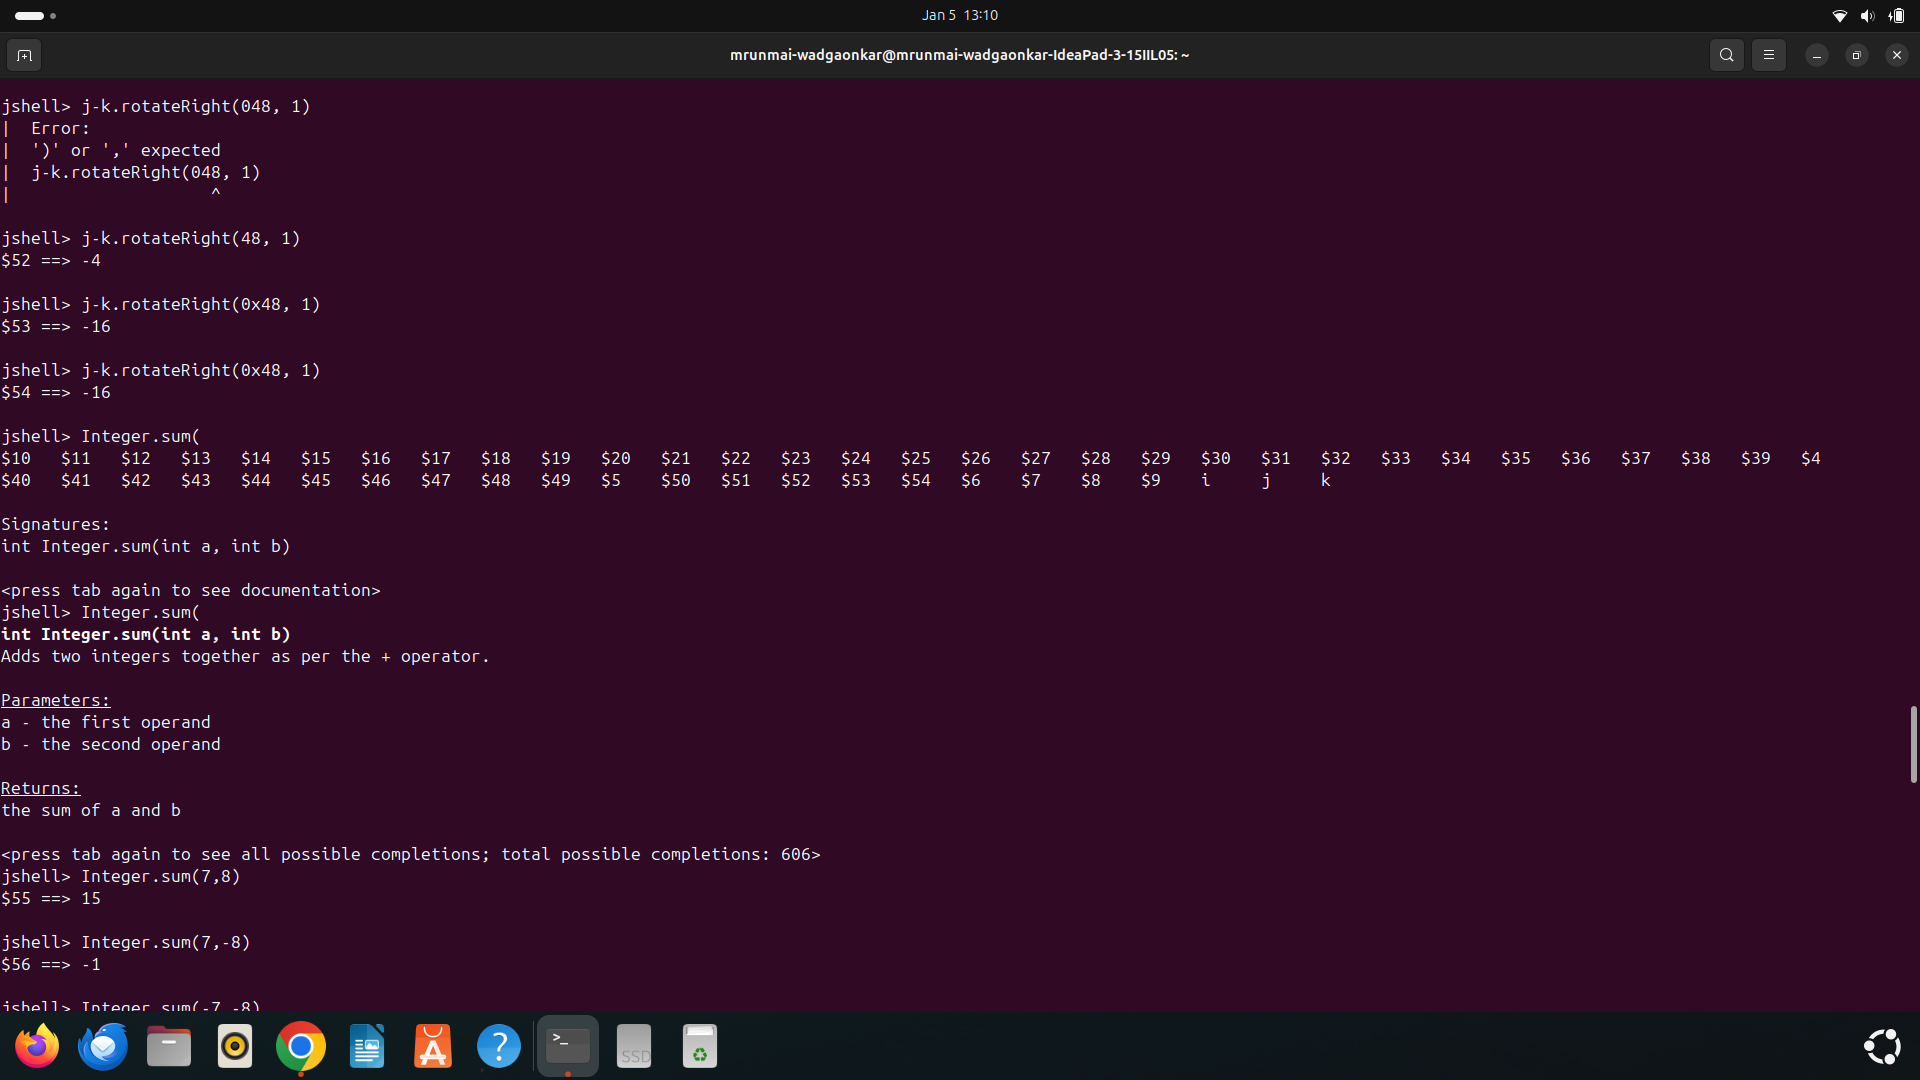 Jan 5 13:10
mrunmai-wadgaonkar@mrunmai-wadgaonkar-IdeaPad-3-15IIL05: ~
jshell> j-k.rotateRight(048, 1)
|  Error:
|  ')' or ',' expected
|  j-k.rotateRight(048, 1)
|                    ^
jshell> j-k.rotateRight(48, 1)
$52 ==> -4
jshell> j-k.rotateRight(0x48, 1)
$53 ==> -16
jshell> j-k.rotateRight(0x48, 1)
$54 ==> -16
jshell> Integer.sum(
$10   $11   $12   $13   $14   $15   $16   $17   $18   $19   $20   $21   $22   $23   $24   $25   $26   $27   $28   $29   $30   $31   $32   $33   $34   $35   $36   $37   $38   $39   $4
$40   $41   $42   $43   $44   $45   $46   $47   $48   $49   $5    $50   $51   $52   $53   $54   $6    $7    $8    $9    i     j     k
Signatures:
int Integer.sum(int a, int b)
<press tab again to see documentation>
jshell> Integer.sum(
int Integer.sum(int a, int b)
Adds two integers together as per the + operator.
Parameters:
a - the first operand
b - the second operand
Returns:
the sum of a and b
<press tab again to see all possible completions; total possible completions: 606>
jshell> Integer.sum(7,8)
$55 ==> 15
jshell> Integer.sum(7,-8)
$56 ==> -1
jshell> Integer.sum(-7,-8)
>_
?
SSD